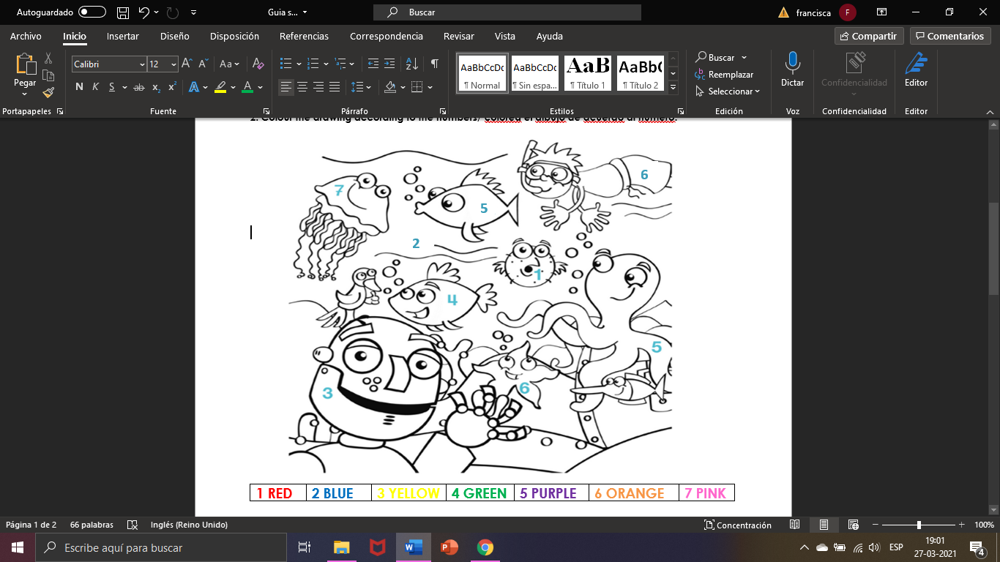 Autoguardado Guia s... Buscar francisca F
Archivo Inicio Insertar Diseño Disposición Referencias Correspondencia Revisar Vista Ayuda Compartir Comentarios
Pegar
Calibri 12
N K S ab x₂ x²
AaBbCcDc AaBbCcDc AaB AaBbC
¶ Normal ¶ Sin espa... ¶ Título 1 ¶ Título 2
Buscar
Reemplazar
Seleccionar
Dictar Confidencialidad Editor
Portapapeles Fuente Párrafo Estilos Edición Voz Confidencialidad Editor
2. Colour the drawing according to the numbers/ colorea el dibujo de acuerdo al número.
6
7
5
2
1
4
5
6
3
1 RED 2 BLUE 3 YELLOW 4 GREEN 5 PURPLE 6 ORANGE 7 PINK
Página 1 de 2 66 palabras Inglés (Reino Unido) Concentración 100%
Escribe aquí para buscar ESP 19:01
27-03-2021 4